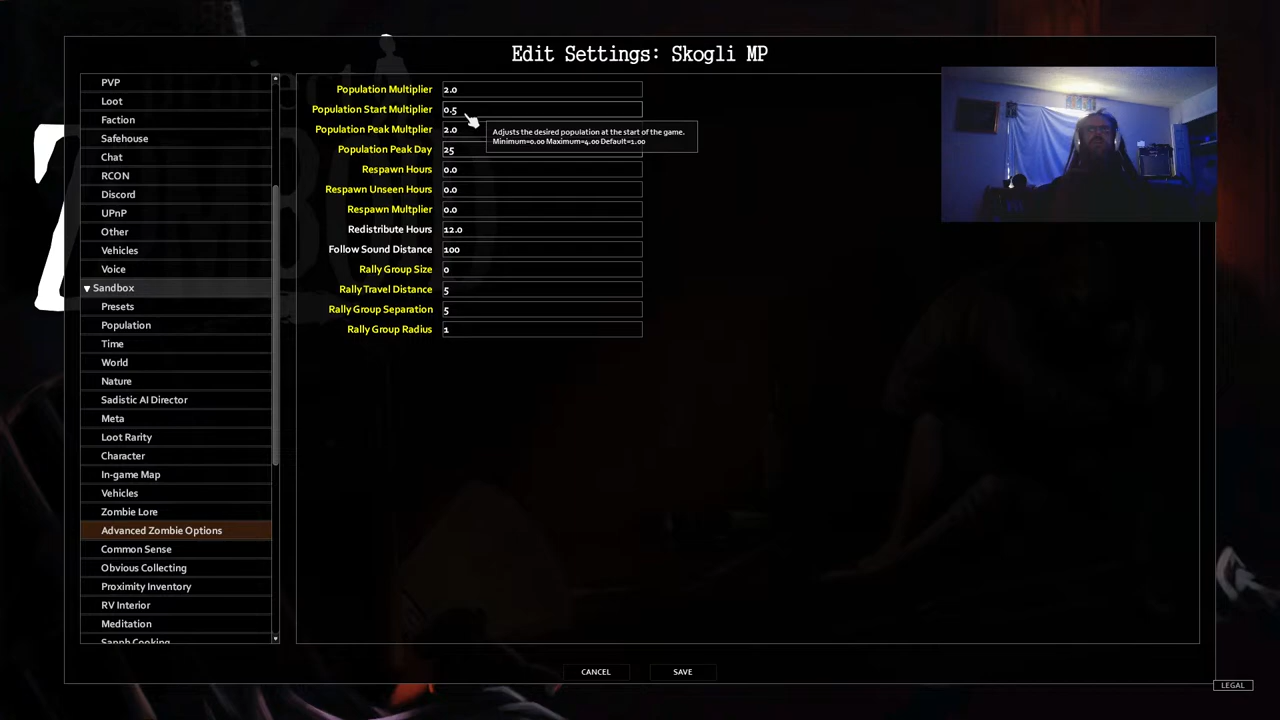 Edit Settings: Skogli MP
PVP
Loot
Faction
Safehouse
Chat
RCON
Discord
UPnP
Other
Vehicles
Voice
Sandbox
Presets
Population
Time
World
Nature
Sadistic AI Director
Meta
Loot Rarity
Character
In-game Map
Vehicles
Zombie Lore
Advanced Zombie Options
Common Sense
Obvious Collecting
Proximity Inventory
RV Interior
Meditation
Sapph Cooking
Population Multiplier 2.0
Population Start Multiplier 0.5
Population Peak Multplier 2.0
Population Peak Day 25
Respawn Hours 0.0
Respawn Unseen Hours 0.0
Respawn Multplier 0.0
Redistribute Hours 12.0
Follow Sound Distance 100
Rally Group Size 0
Rally Travel Distance 5
Rally Group Separation 5
Rally Group Radius 1
Adjusts the desired population at the start of the game.
Minimum=0.00 Maximum=4.00 Default=1.00
CANCEL
SAVE
LEGAL